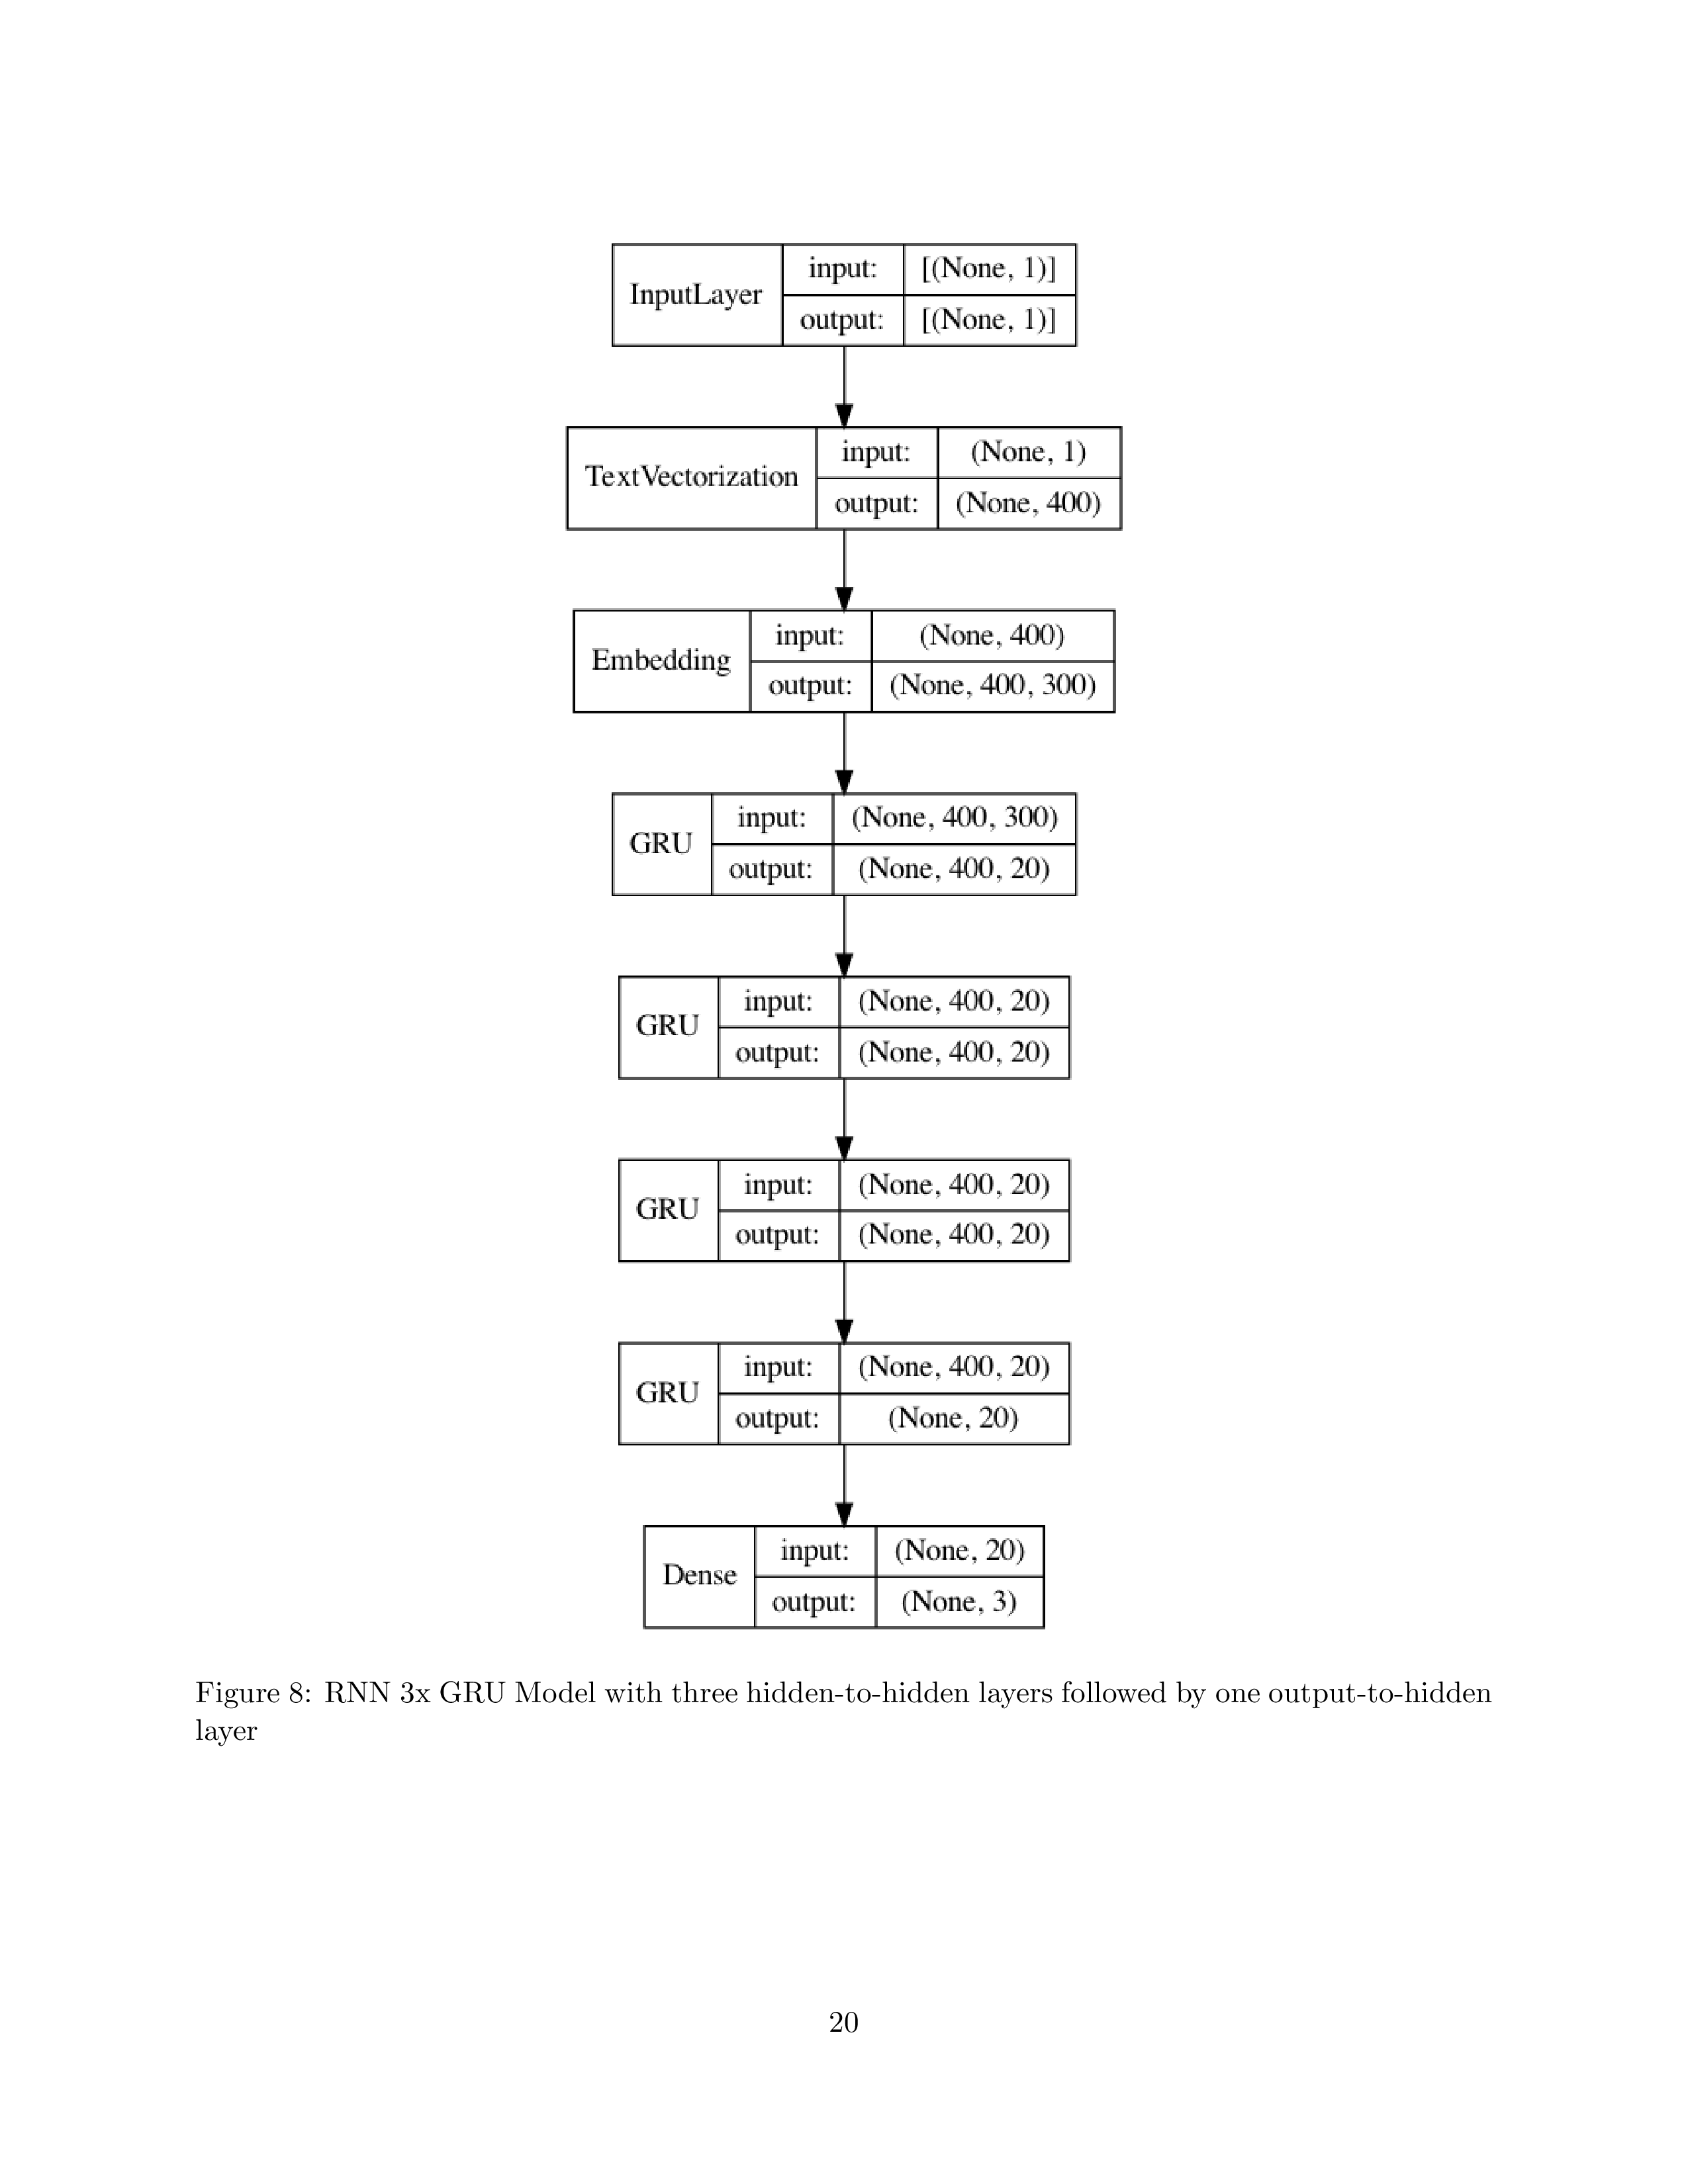 InputLayer
input: [(None, 1)]
output: [(None, 1)]
TextVectorization
input: (None, 1)
output: (None, 400)
Embedding
input: (None, 400)
output: (None, 400, 300)
GRU
input: (None, 400, 300)
output: (None, 400, 20)
GRU
input: (None, 400, 20)
output: (None, 400, 20)
GRU
input: (None, 400, 20)
output: (None, 400, 20)
GRU
input: (None, 400, 20)
output: (None, 20)
Dense
input: (None, 20)
output: (None, 3)
Figure 8: RNN 3x GRU Model with three hidden-to-hidden layers followed by one output-to-hidden
layer
20